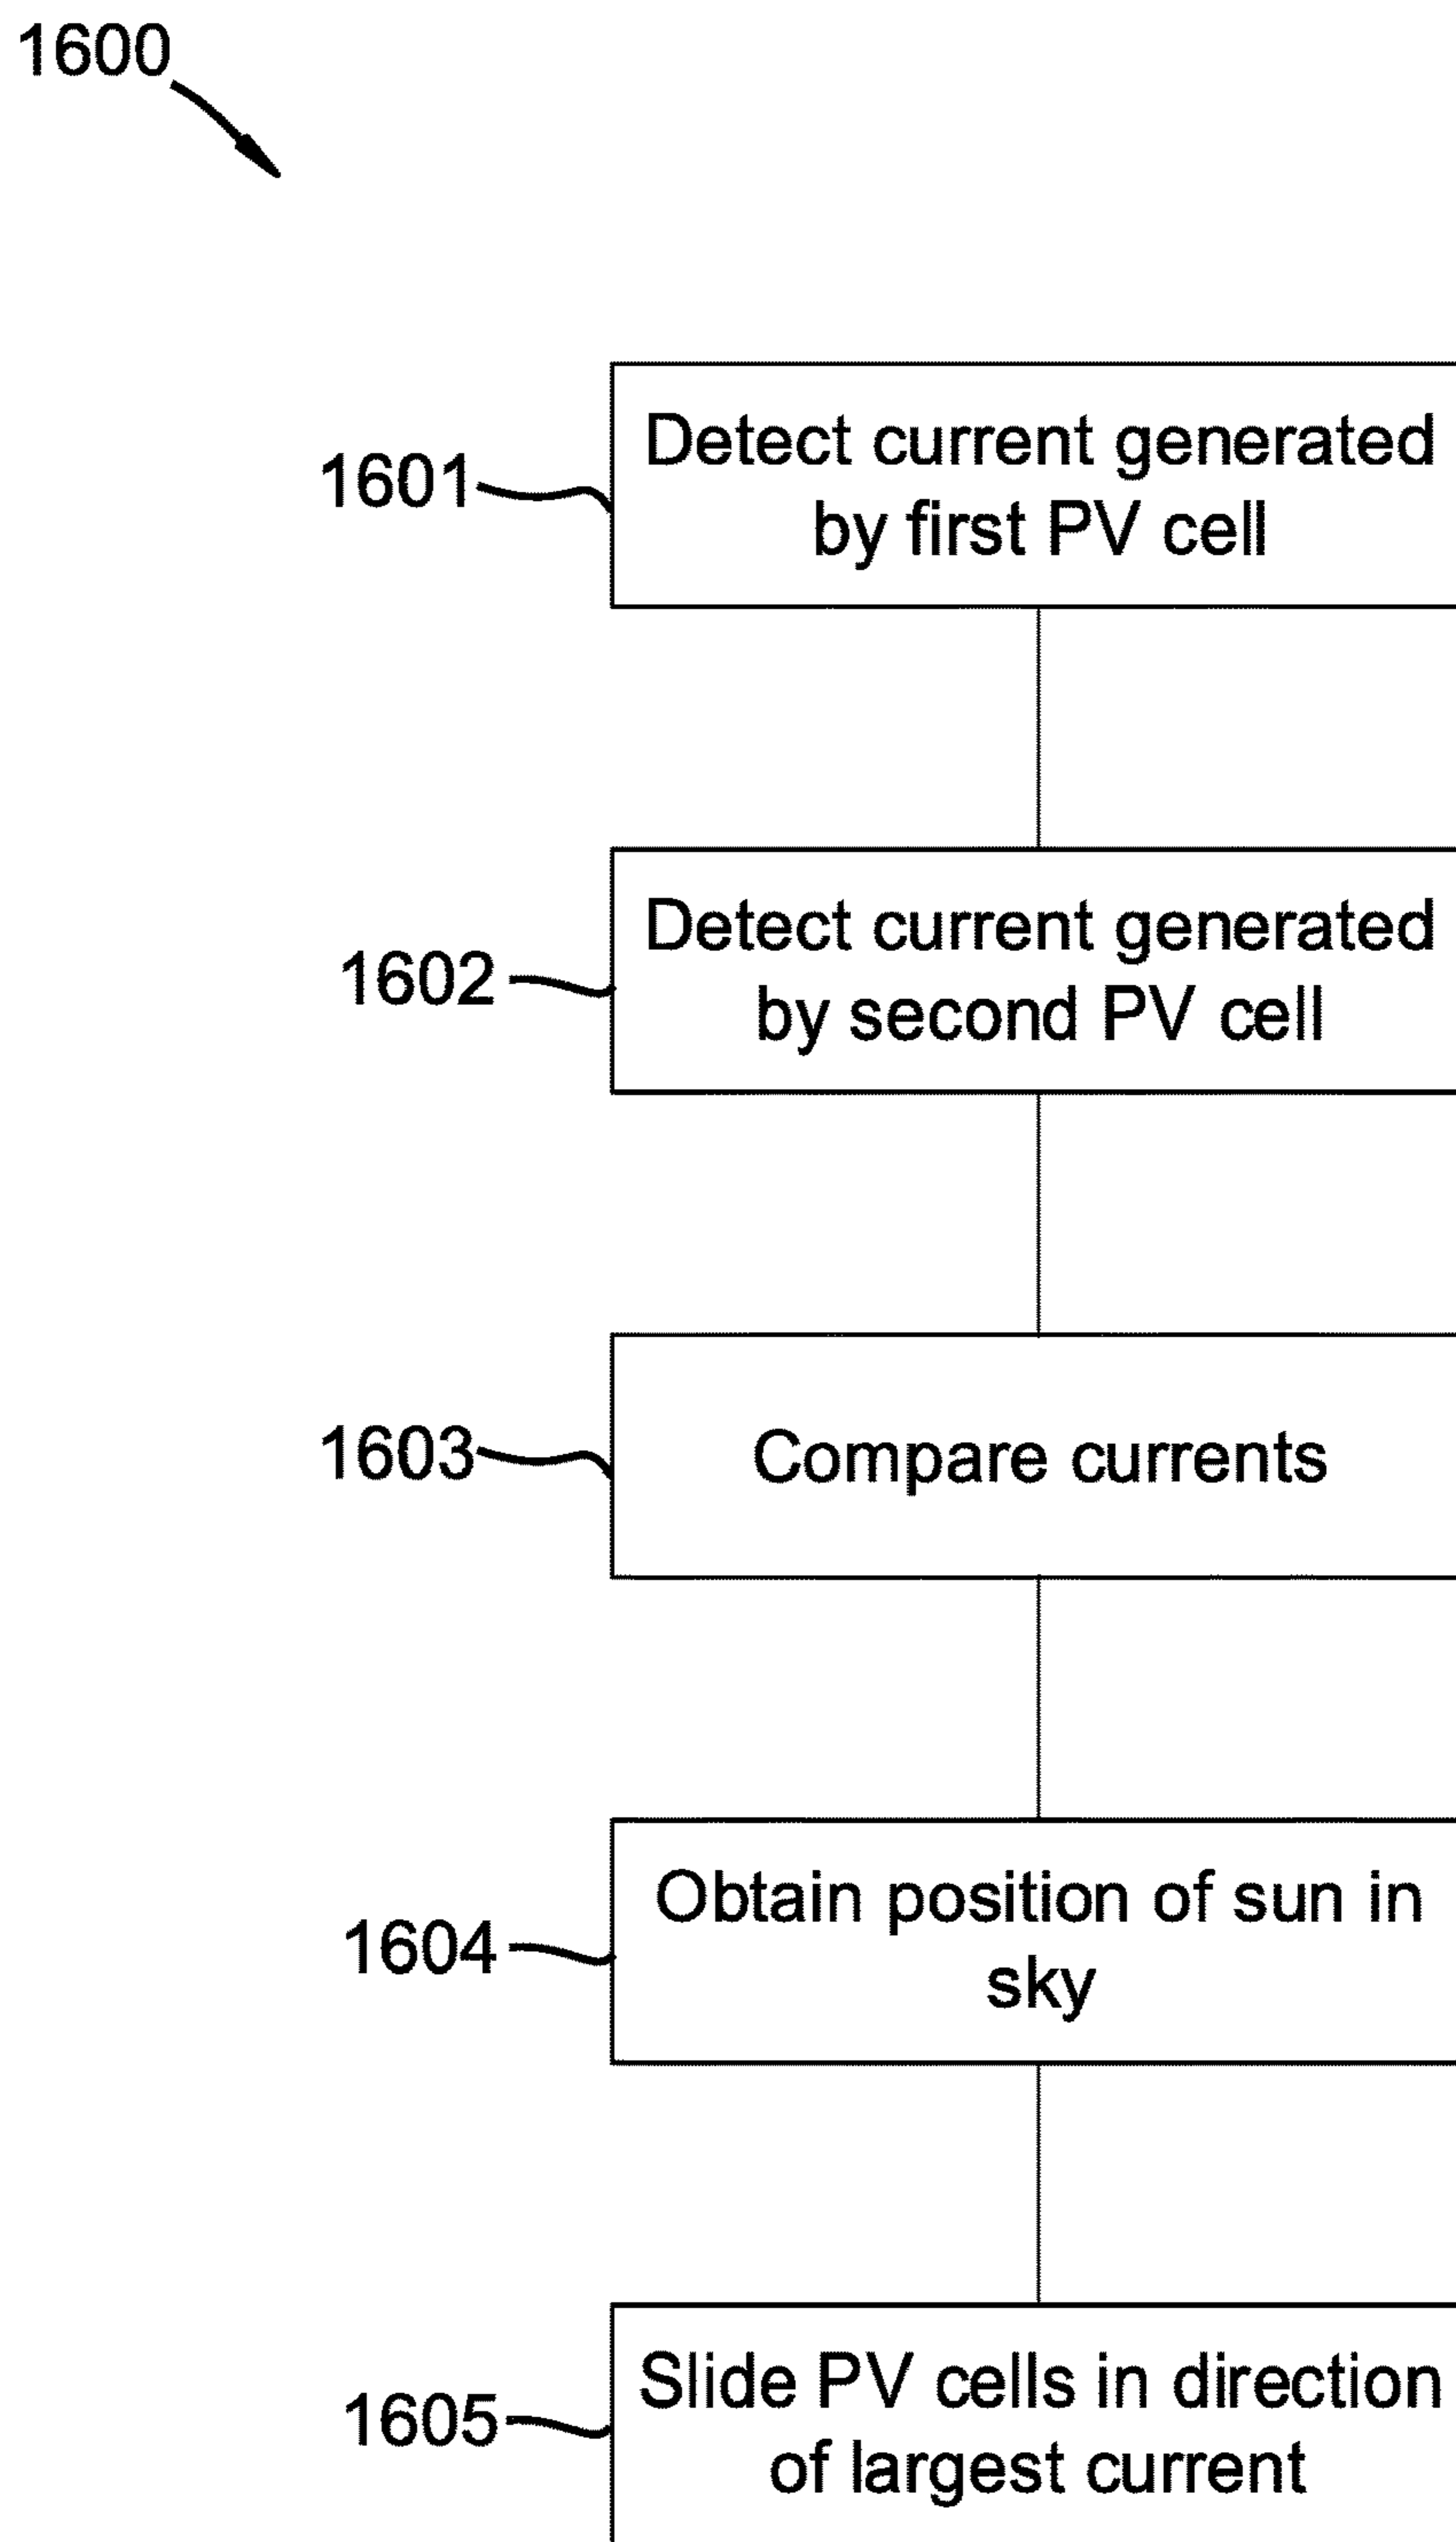 1600
1601
Detect current generated
by first PV cell
1602
Detect current generated
by second PV cell
1603
Compare currents
1604
Obtain position of sun in
sky
1605
Slide PV cells in direction
of largest current